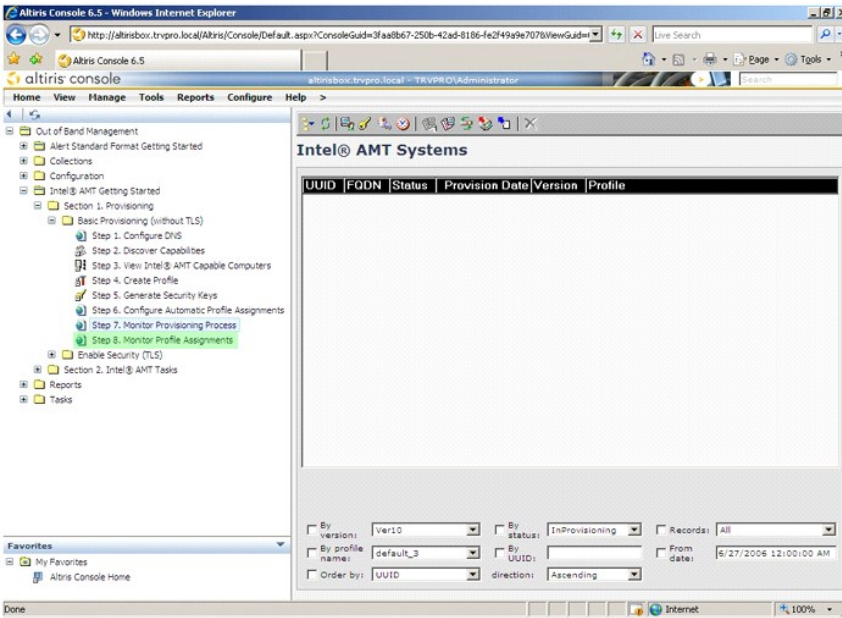 Altiris Console 6.5 - Windows Internet Explorer
http://altirisbox.trvpro.local/Altiris/Console/Default.aspx?ConsoleGuid=3faa8b67-250b-42ad-8186-fe2f49a9e707&ViewGuid=
Live Search
Altiris Console 6.5
Page
Tools
altiris console
altirisbox.trvpro.local - TRVPRO\Administrator
Search
Home View Manage Tools Reports Configure Help >
Out of Band Management
Alert Standard Format Getting Started
Collections
Configuration
Intel® AMT Getting Started
Section 1. Provisioning
Basic Provisioning (without TLS)
Step 1. Configure DNS
Step 2. Discover Capabilities
Step 3. View Intel® AMT Capable Computers
Step 4. Create Profile
Step 5. Generate Security Keys
Step 6. Configure Automatic Profile Assignments
Step 7. Monitor Provisioning Process
Step 8. Monitor Profile Assignments
Enable Security (TLS)
Section 2. Intel® AMT Tasks
Reports
Tasks
Favorites
My Favorites
Altiris Console Home
Intel® AMT Systems
UUID FQDN Status Provision Date Version Profile
By version: Ver10 By status: InProvisioning Records: All
By profile name: default_3 By UUID: From date: 6/27/2006 12:00:00 AM
Order by: UUID direction: Ascending
Done
Internet
100%